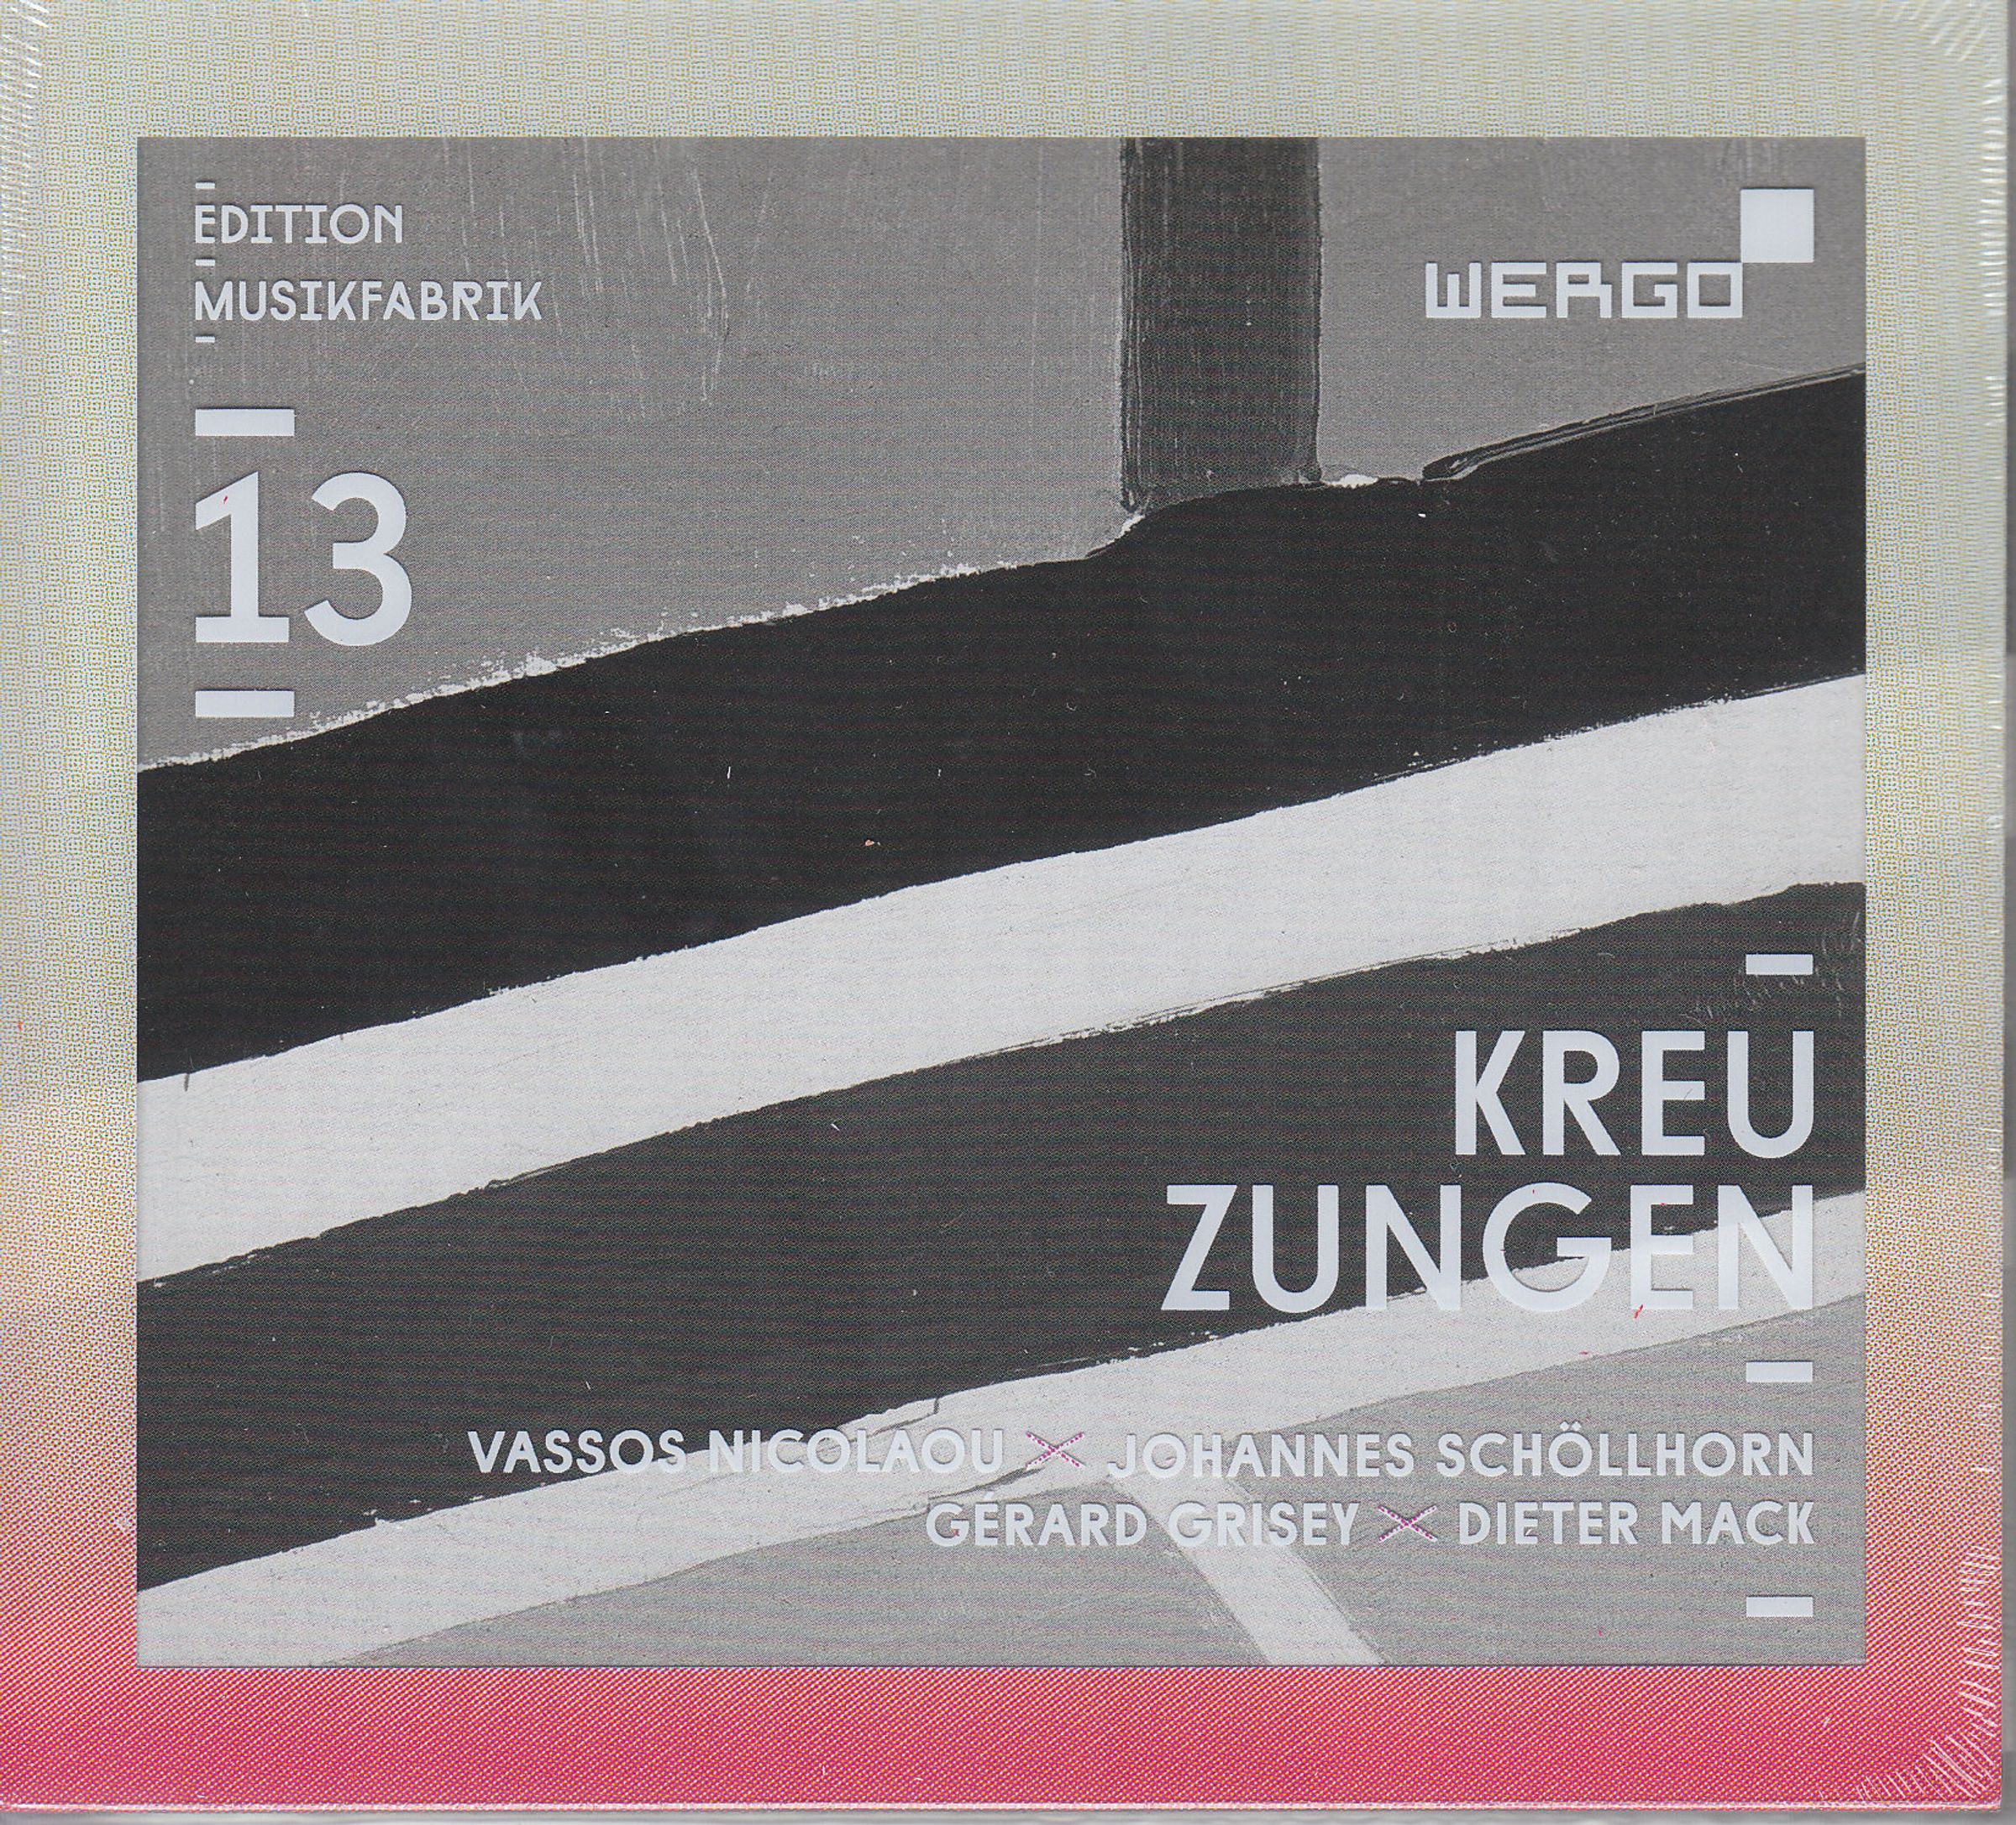 EDITION
MUSIKFABRIK
WERGO
13
KREU
ZUNGEN
VASSOS NICOLAOU × JOHANNES SCHÖLLHORN
GÉRARD GRISEY × DIETER MACK